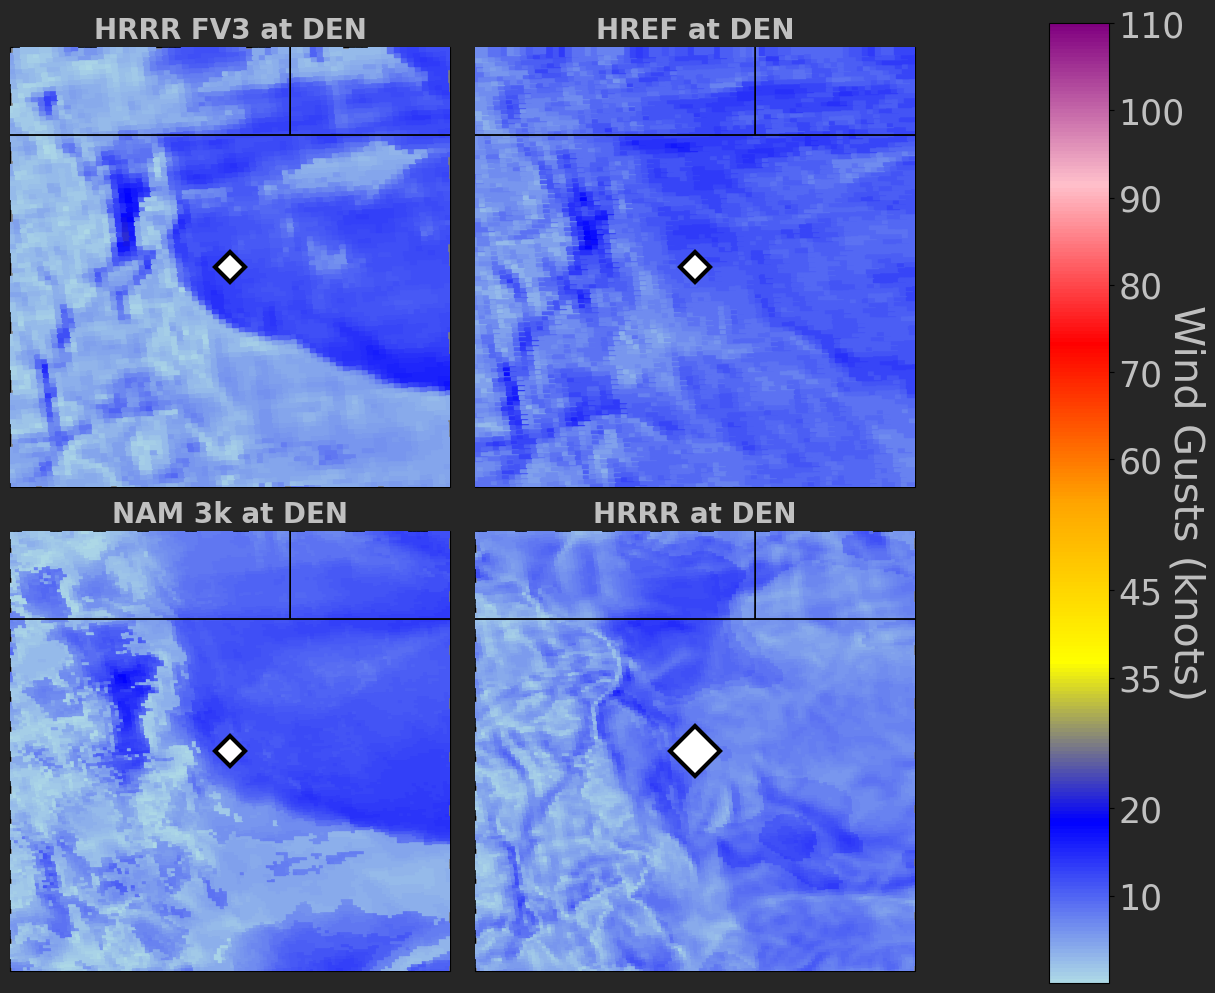 HRRR FV3 at DEN
HREF at DEN
NAM 3k at DEN
HRRR at DEN
110
100
90
80
70
60
45
35
20
10
Wind Gusts (knots)